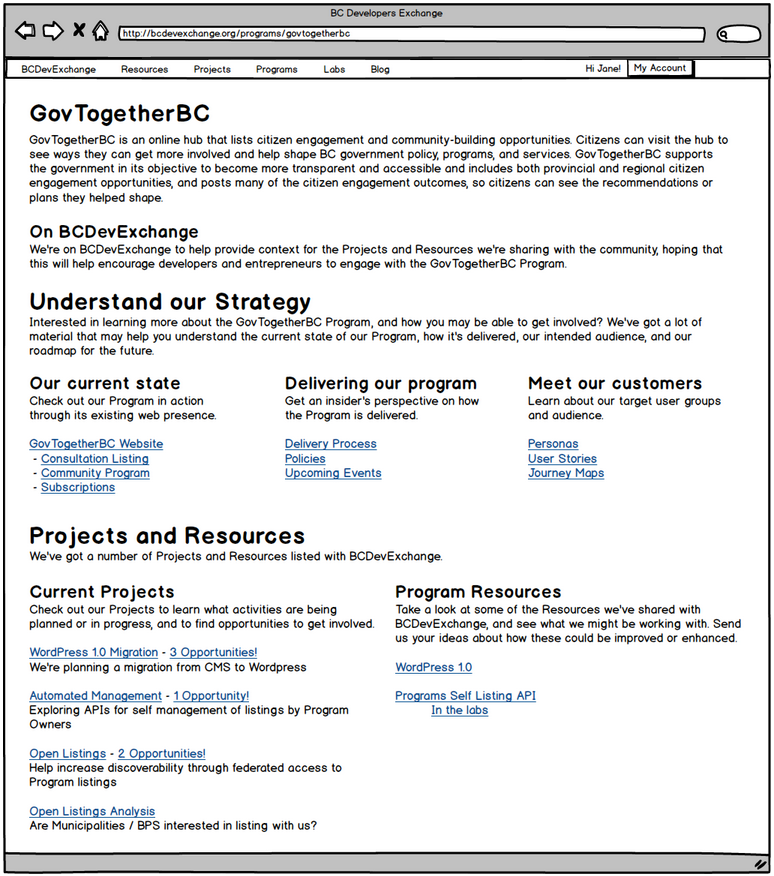 BC Developers Exchange
http://bcdevexchange.org/programs/govtogetherbc
BCDevExchange Resources Projects Programs Labs Blog Hi Jane! My Account
GovTogetherBC
GovTogetherBC is an online hub that lists citizen engagement and community-building opportunities. Citizens can visit the hub to
see ways they can get more involved and help shape BC government policy, programs, and services. GovTogetherBC supports
the government in its objective to become more transparent and accessible and includes both provincial and regional citizen
engagement opportunities, and posts many of the citizen engagement outcomes, so citizens can see the recommendations or
plans they helped shape.
On BCDevExchange
We're on BCDevExchange to help provide context for the Projects and Resources we're sharing with the community, hoping that
this will help encourage developers and entrepreneurs to engage with the GovTogetherBC Program.
Understand our Strategy
Interested in learning more about the GovTogetherBC Program, and how you may be able to get involved? We've got a lot of
material that may help you understand the current state of our Program, how it's delivered, our intended audience, and our
roadmap for the future.
Our current state
Check out our Program in action
through its existing web presence.
GovTogetherBC Website
- Consultation Listing
- Community Program
- Subscriptions
Delivering our program
Get an insider's perspective on how
the Program is delivered.
Delivery Process
Policies
Upcoming Events
Meet our customers
Learn about our target user groups
and audience.
Personas
User Stories
Journey Maps
Projects and Resources
We've got a number of Projects and Resources listed with BCDevExchange.
Current Projects
Check out our Projects to learn what activities are being
planned or in progress, and to find opportunities to get involved.
WordPress 1.0 Migration - 3 Opportunities!
We're planning a migration from CMS to Wordpress
Automated Management - 1 Opportunity!
Exploring APIs for self management of listings by Program
Owners
Open Listings - 2 Opportunities!
Help increase discoverability through federated access to
Program listings
Open Listings Analysis
Are Municipalities / BPS interested in listing with us?
Program Resources
Take a look at some of the Resources we've shared with
BCDevExchange, and see what we might be working with. Send
us your ideas about how these could be improved or enhanced.
WordPress 1.0
Programs Self Listing API
In the labs